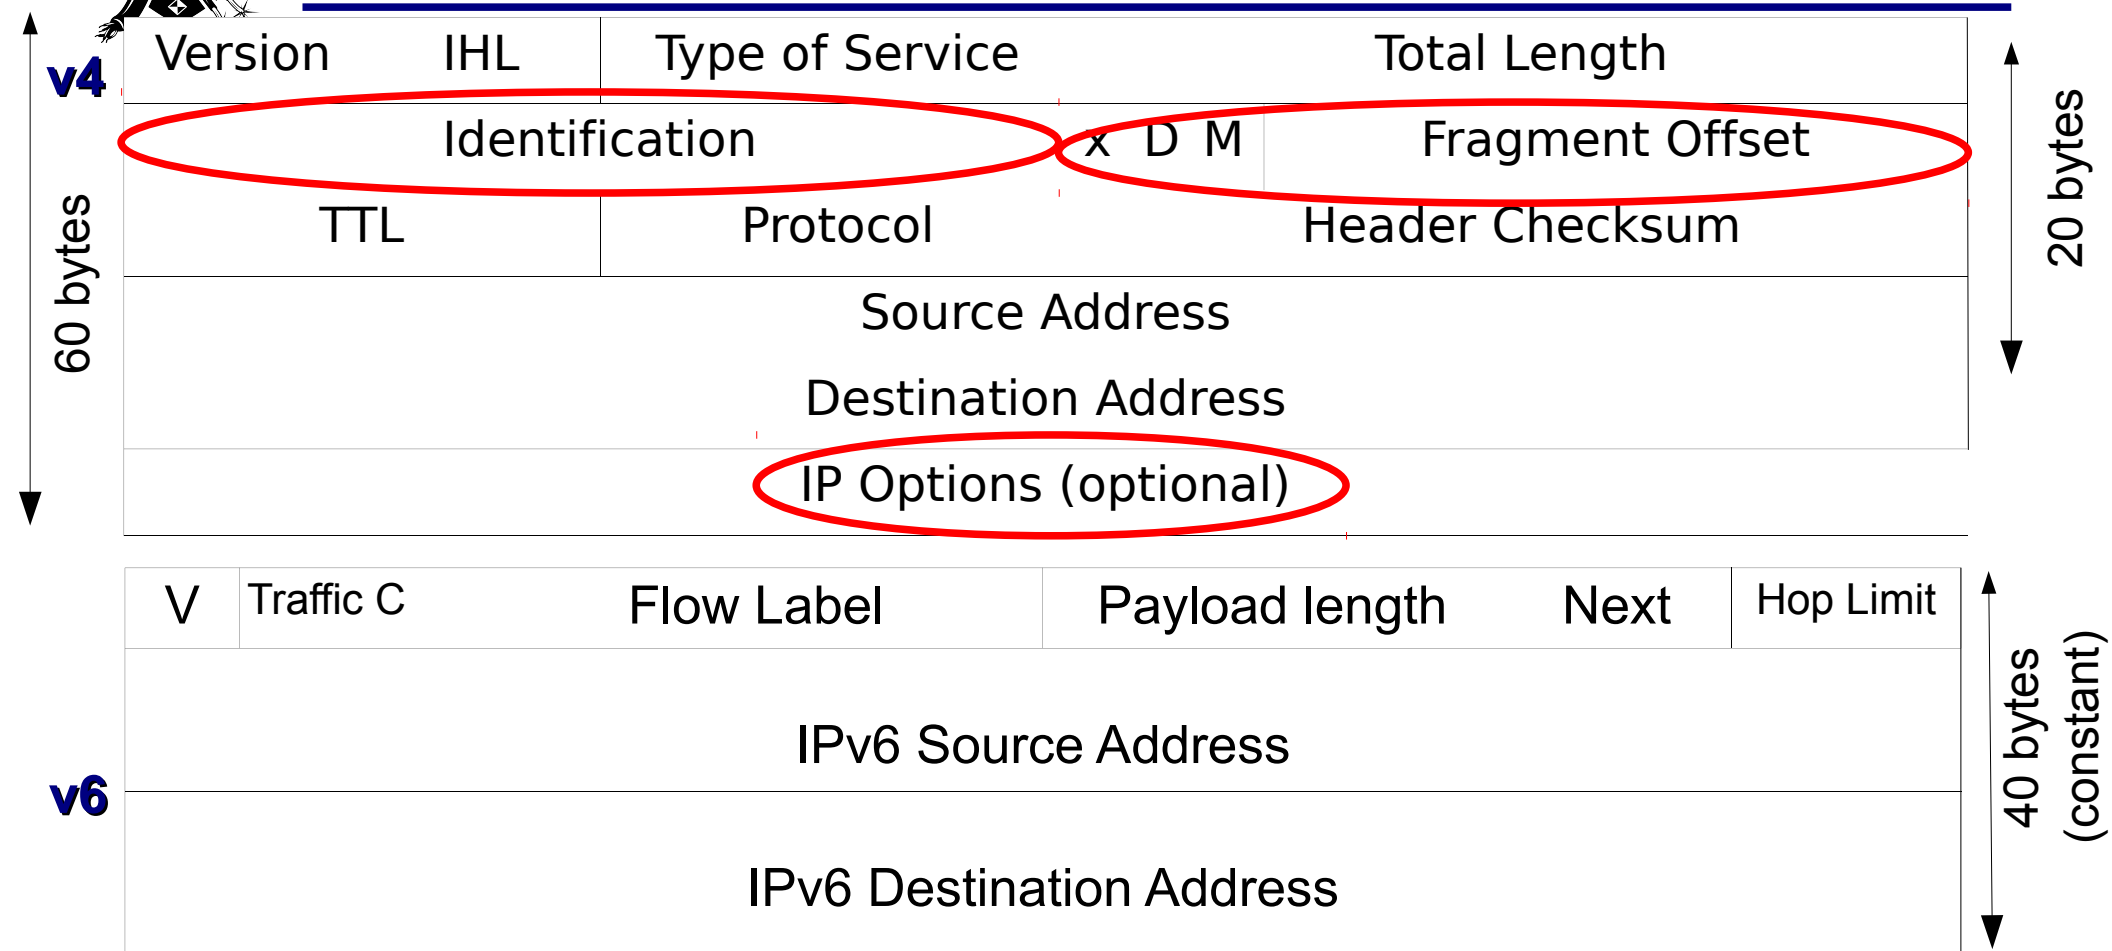 v4
Version IHL Type of Service Total Length
Identification x D M Fragment Offset
TTL Protocol Header Checksum
Source Address
Destination Address
IP Options (optional)
60 bytes
20 bytes
v6
V Traffic C Flow Label Payload length Next Hop Limit
IPv6 Source Address
IPv6 Destination Address
40 bytes
(constant)